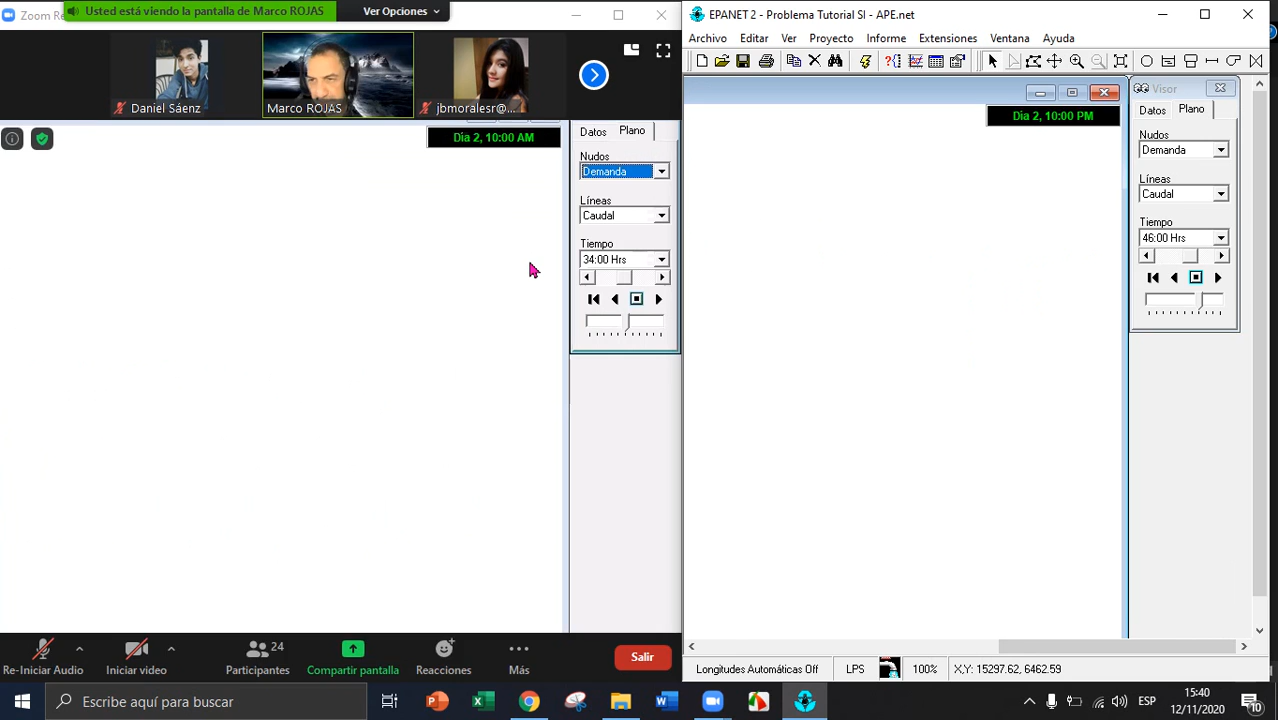 Zoom Re
Usted está viendo la pantalla de Marco ROJAS
Ver Opciones
Daniel Sáenz
Marco ROJAS
jbmoralesr@...
Día 2, 10:00 AM
Datos
Plano
Nudos
Demanda
Líneas
Caudal
Tiempo
34:00 Hrs
Re-Iniciar Audio
Iniciar video
24
Participantes
Compartir pantalla
Reacciones
Más
Salir
EPANET 2 - Problema Tutorial SI - APE.net
Archivo Editar Ver Proyecto Informe Extensiones Ventana Ayuda
Día 2, 10:00 PM
Visor
Datos
Plano
Nudos
Demanda
Líneas
Caudal
Tiempo
46:00 Hrs
Longitudes Automáticas Off
LPS
100%
X,Y: 15297.62, 6462.59
Escribe aquí para buscar
ESP
15:40
12/11/2020
10